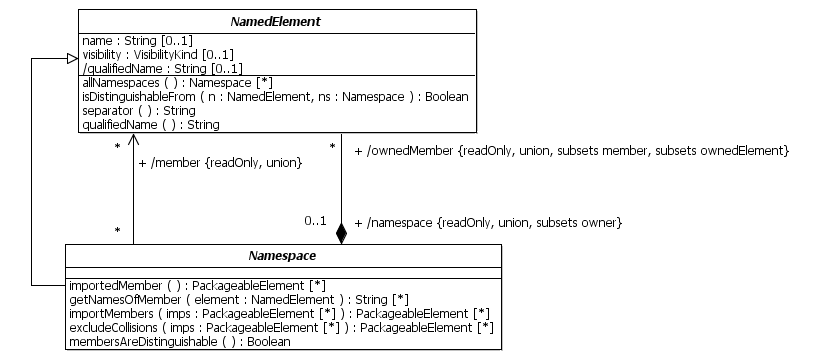 NamedElement
name : String [0..1]
visibility : VisibilityKind [0..1]
/qualifiedName : String [0..1]
allNamespaces ( ) : Namespace [*]
isDistinguishableFrom ( n : NamedElement, ns : Namespace ) : Boolean
separator ( ) : String
qualifiedName ( ) : String
*
+ /member {readOnly, union}
*
*
+ /ownedMember {readOnly, union, subsets member, subsets ownedElement}
0..1
+ /namespace {readOnly, union, subsets owner}
Namespace
importedMember ( ) : PackageableElement [*]
getNamesOfMember ( element : NamedElement ) : String [*]
importMembers ( imps : PackageableElement [*] ) : PackageableElement [*]
excludeCollisions ( imps : PackageableElement [*] ) : PackageableElement [*]
membersAreDistinguishable ( ) : Boolean